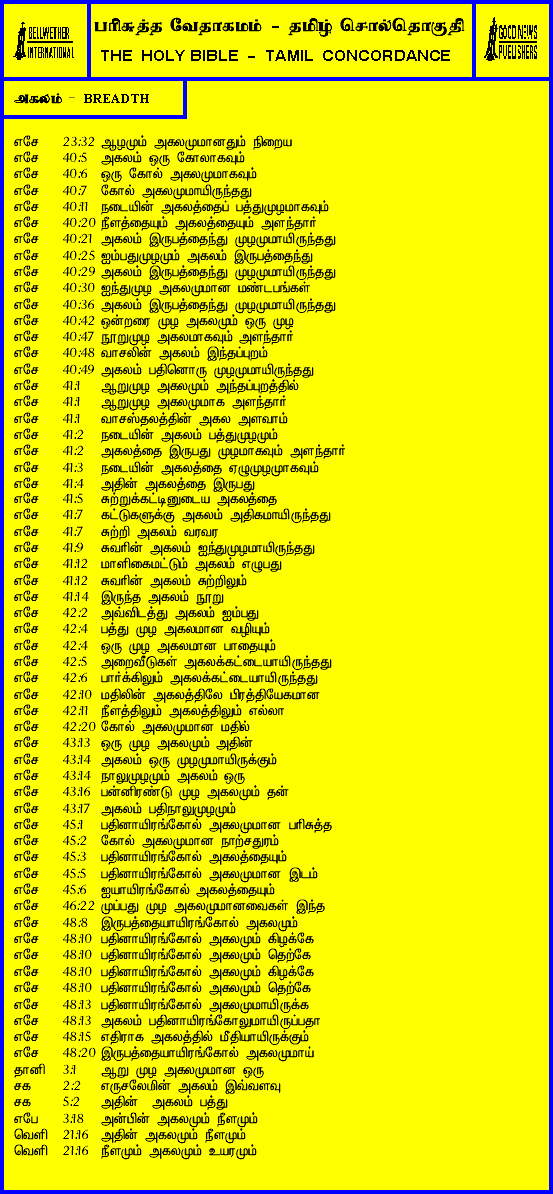 BELLWETHER
INTERNATIONAL
பரிசுத்த வேதாகமம் - தமிழ் சொல்தொகுதி
THE HOLY BIBLE - TAMIL CONCORDANCE
GOOD NEWS
PUBLISHERS
அகலம் - BREADTH
எசே 23:32 ஆழமும் அகலமுமானதும் நிறைய
எசே 40:5 அகலம் ஒரு கோலாகவும்
எசே 40:6 ஒரு கோல் அகலமுமாகவும்
எசே 40:7 கோல் அகலமுமாயிருந்தது
எசே 40:11 நடையின் அகலத்தைப் பத்துமுழமாகவும்
எசே 40:20 நீளத்தையும் அகலத்தையும் அளந்தார்
எசே 40:21 அகலம் இருபத்தைந்து முழமுமாயிருந்தது
எசே 40:25 ஐம்பதுமுழமும் அகலம் இருபத்தைந்து
எசே 40:29 அகலம் இருபத்தைந்து முழமுமாயிருந்தது
எசே 40:30 ஐந்துமுழ அகலமுமான மண்டபங்கள்
எசே 40:36 அகலம் இருபத்தைந்து முழமுமாயிருந்தது
எசே 40:42 ஒன்றரை முழ அகலமும் ஒரு முழ
எசே 40:47 நூறுமுழ அகலமாகவும் அளந்தார்
எசே 40:48 வாசலின் அகலம் இந்தப்புறம்
எசே 40:49 அகலம் பதினொரு முழமுமாயிருந்தது
எசே 41:1 ஆறுமுழ அகலமும் அந்தப்புறத்தில்
எசே 41:1 ஆறுமுழ அகலமுமாக அளந்தார்
எசே 41:1 வாசஸ்தலத்தின் அகல அளவாம்
எசே 41:2 நடையின் அகலம் பத்துமுழமும்
எசே 41:2 அகலத்தை இருபது முழமாகவும் அளந்தார்
எசே 41:3 நடையின் அகலத்தை ஏழுமுழமுமாகவும்
எசே 41:4 அதின் அகலத்தை இருபது
எசே 41:5 சுற்றுக்கட்டினுடைய அகலத்தை
எசே 41:7 கட்டுகளுக்கு அகலம் அதிகமாயிருந்தது
எசே 41:7 சுற்றி அகலம் வரவர
எசே 41:9 சுவரின் அகலம் ஐந்துமுழமாயிருந்தது
எசே 41:12 மாளிகைமட்டும் அகலம் எழுபது
எசே 41:12 சுவரின் அகலம் சுற்றிலும்
எசே 41:14 இருந்த அகலம் நூறு
எசே 42:2 அவ்விடத்து அகலம் ஐம்பது
எசே 42:4 பத்து முழ அகலமான வழியும்
எசே 42:4 ஒரு முழ அகலமான பாதையும்
எசே 42:5 அறைவீடுகள் அகலக்கட்டையாயிருந்தது
எசே 42:6 பார்க்கிலும் அகலக்கட்டையாயிருந்தது
எசே 42:10 மதிலின் அகலத்திலே பிரத்தியேகமான
எசே 42:11 நீளத்திலும் அகலத்திலும் எல்லா
எசே 42:20 கோல் அகலமுமான மதில்
எசே 43:13 ஒரு முழ அகலமும் அதின்
எசே 43:14 அகலம் ஒரு முழமுமாயிருக்கும்
எசே 43:14 நாலுமுழமும் அகலம் ஒரு
எசே 43:16 பன்னிரண்டு முழ அகலமும் தன்
எசே 43:17 அகலம் பதிநாலுமுழமும்
எசே 45:1 பதினாயிரங்கோல் அகலமுமான பரிசுத்த
எசே 45:2 கோல் அகலமுமான நாற்சதுரம்
எசே 45:3 பதினாயிரங்கோல் அகலத்தையும்
எசே 45:5 பதினாயிரங்கோல் அகலமுமான இடம்
எசே 45:6 ஐயாயிரங்கோல் அகலத்தையும்
எசே 46:22 முப்பது முழ அகலமுமானவைகள் இந்த
எசே 48:8 இருபத்தையாயிரங்கோல் அகலமும்
எசே 48:10 பதினாயிரங்கோல் அகலமும் கிழக்கே
எசே 48:10 பதினாயிரங்கோல் அகலமும் தெற்கே
எசே 48:10 பதினாயிரங்கோல் அகலமும் கிழக்கே
எசே 48:10 பதினாயிரங்கோல் அகலமும் தெற்கே
எசே 48:13 பதினாயிரங்கோல் அகலமுமாயிருக்க
எசே 48:13 அகலம் பதினாயிரங்கோலுமாயிருப்பதா
எசே 48:15 எதிராக அகலத்தில் மீதியாயிருக்கும்
எசே 48:20 இருபத்தையாயிரங்கோல் அகலமுமாய்
தானி 3:1 ஆறு முழ அகலமுமான ஒரு
சக 2:2 எருசலேமின் அகலம் இவ்வளவு
சக 5:2 அதின் அகலம் பத்து
எபே 3:18 அன்பின் அகலமும் நீளமும்
வெளி 21:16 அதின் அகலமும் நீளமும்
வெளி 21:16 நீளமும் அகலமும் உயரமும்